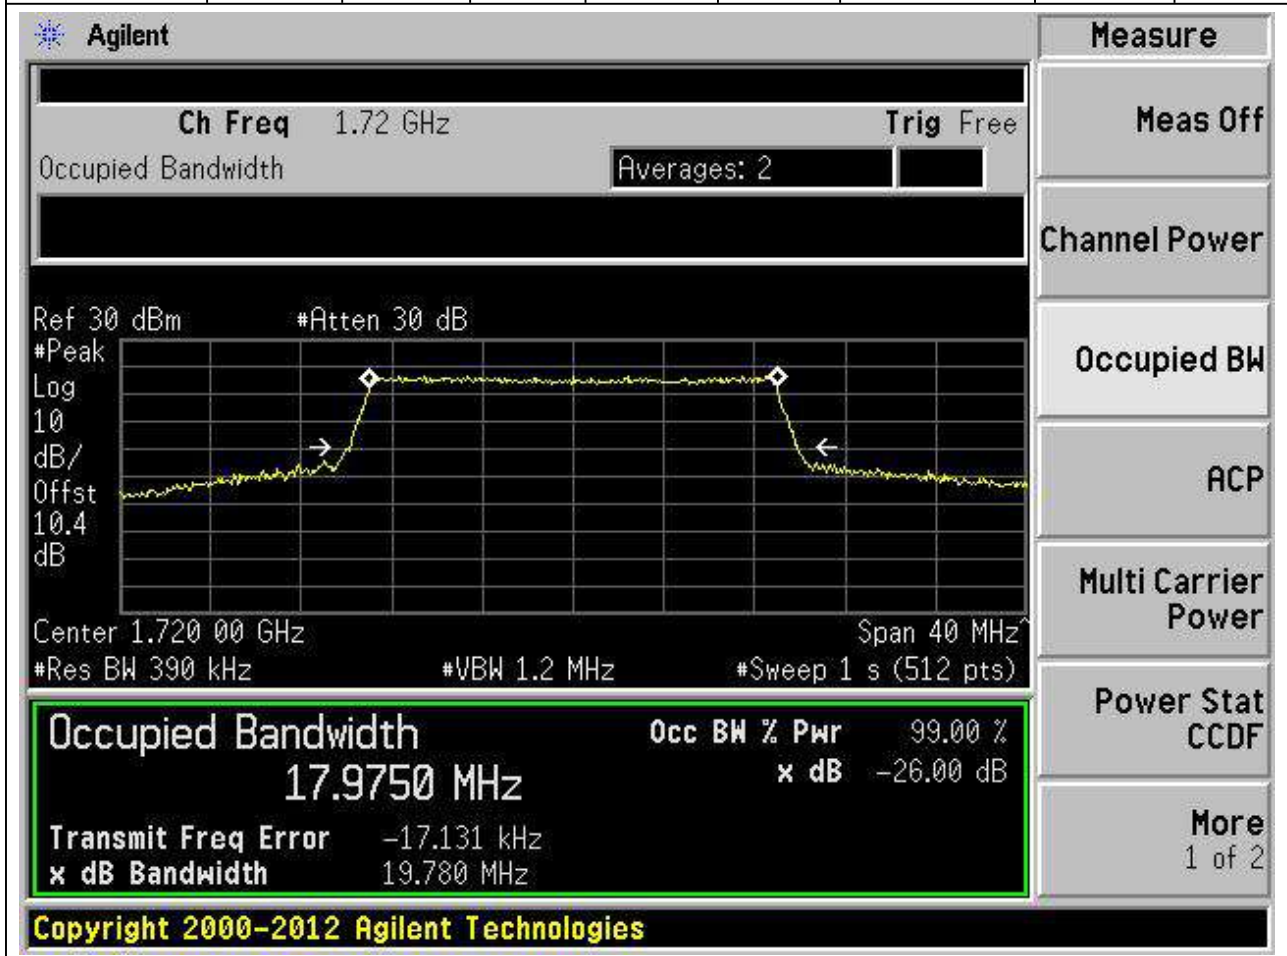 Agilent
Measure
Ch Freq 1.72 GHz Trig Free
Occupied Bandwidth Averages: 2
Meas Off
Channel Power
Occupied BW
ACP
Multi Carrier
Power
Power Stat
CCDF
More
1 of 2
Ref 30 dBm #Atten 30 dB
#Peak
Log
10
dB/
Offst
10.4
dB
Center 1.720 00 GHz Span 40 MHz^
#Res BW 390 kHz #VBW 1.2 MHz #Sweep 1 s (512 pts)
Occupied Bandwidth Occ BW % Pwr 99.00 %
17.9750 MHz x dB -26.00 dB
Transmit Freq Error -17.131 kHz
x dB Bandwidth 19.780 MHz
Copyright 2000-2012 Agilent Technologies